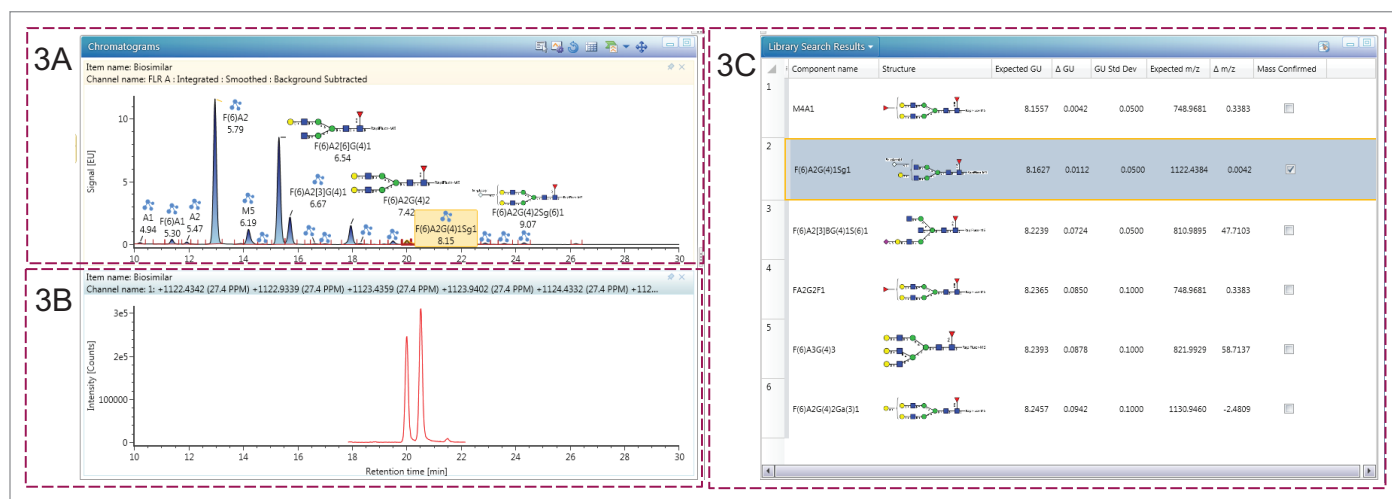 3A
Chromatograms
Item name: Biosimilar
Channel name: FLR A : Integrated : Smoothed : Background Subtracted
Signal [EU]
10
5
0
A1
4.94
F(6)A1
5.30
A2
5.47
F(6)A2
5.79
M5
6.19
F(6)A2[6]G(4)1
6.54
F(6)A2[3]G(4)1
6.67
F(6)A2G(4)2
7.42
F(6)A2G(4)1Sg1
8.15
F(6)A2G(4)2Sg(6)1
9.07
10 12 14 16 18 20 22 24 26 28 30
3B
Item name: Biosimilar
Channel name: 1: +1122.4342 (27.4 PPM) +1122.9339 (27.4 PPM) +1123.4359 (27.4 PPM) +1123.9402 (27.4 PPM) +1124.4332 (27.4 PPM) +112...
Intensity [Counts]
3e5
2e5
100000
0
10 12 14 16 18 20 22 24 26 28 30
Retention time [min]
3C
Library Search Results
Component name Structure Expected GU Δ GU GU Std Dev Expected m/z Δ m/z Mass Confirmed
1 M4A1 8.1557 0.0042 0.0500 748.9681 0.3383
2 F(6)A2G(4)1Sg1 8.1627 0.0112 0.0500 1122.4384 0.0042
3 F(6)A2[3]BG(4)1S(6)1 8.2239 0.0724 0.0500 810.9895 47.7103
4 FA2G2F1 8.2365 0.0850 0.1000 748.9681 0.3383
5 F(6)A3G(4)3 8.2393 0.0878 0.1000 821.9929 58.7137
6 F(6)A2G(4)2Ga(3)1 8.2457 0.0942 0.1000 1130.9460 -2.4809